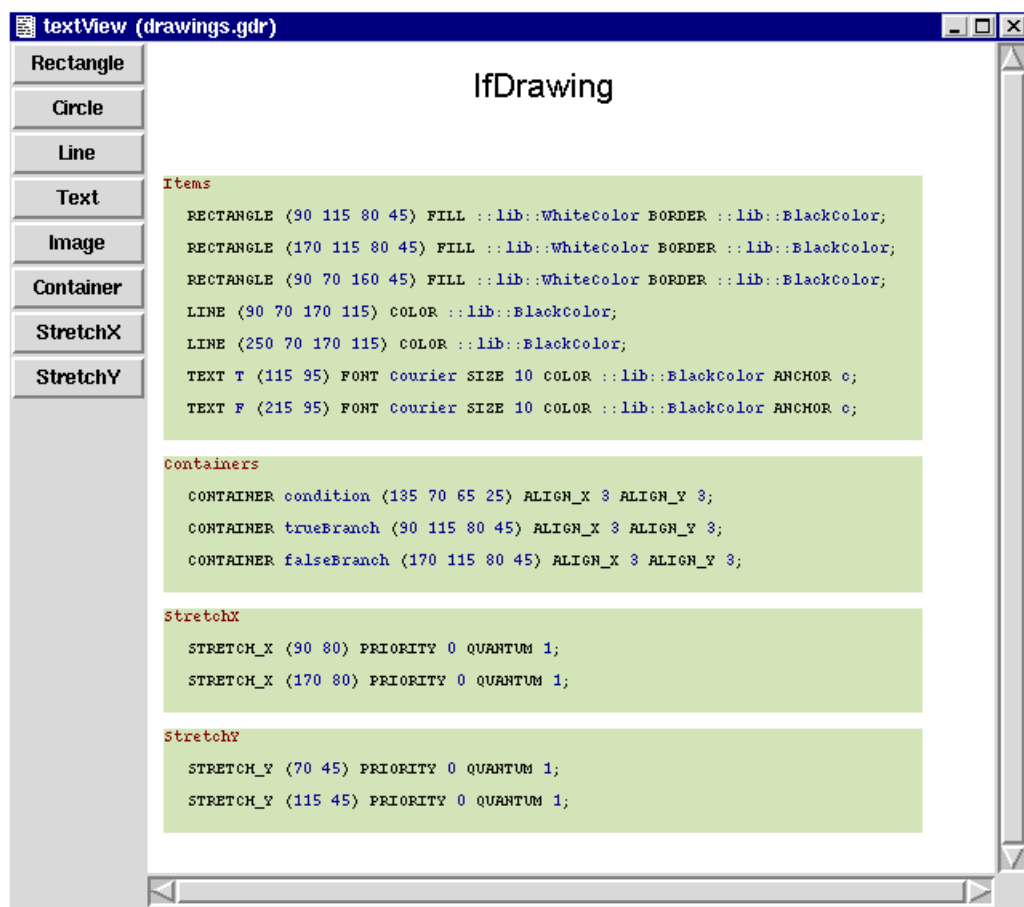 textView (drawings.gdr)
Rectangle
Circle
Line
Text
Image
Container
StretchX
StretchY
IfDrawing
Items
RECTANGLE (90 115 80 45) FILL ::lib::WhiteColor BORDER ::lib::BlackColor;
RECTANGLE (170 115 80 45) FILL ::lib::WhiteColor BORDER ::lib::BlackColor;
RECTANGLE (90 70 160 45) FILL ::lib::WhiteColor BORDER ::lib::BlackColor;
LINE (90 70 170 115) COLOR ::lib::BlackColor;
LINE (250 70 170 115) COLOR ::lib::BlackColor;
TEXT T (115 95) FONT Courier SIZE 10 COLOR ::lib::BlackColor ANCHOR c;
TEXT F (215 95) FONT Courier SIZE 10 COLOR ::lib::BlackColor ANCHOR c;
Containers
CONTAINER condition (135 70 65 25) ALIGN_X 3 ALIGN_Y 3;
CONTAINER trueBranch (90 115 80 45) ALIGN_X 3 ALIGN_Y 3;
CONTAINER falseBranch (170 115 80 45) ALIGN_X 3 ALIGN_Y 3;
StretchX
STRETCH_X (90 80) PRIORITY 0 QUANTUM 1;
STRETCH_X (170 80) PRIORITY 0 QUANTUM 1;
StretchY
STRETCH_Y (70 45) PRIORITY 0 QUANTUM 1;
STRETCH_Y (115 45) PRIORITY 0 QUANTUM 1;